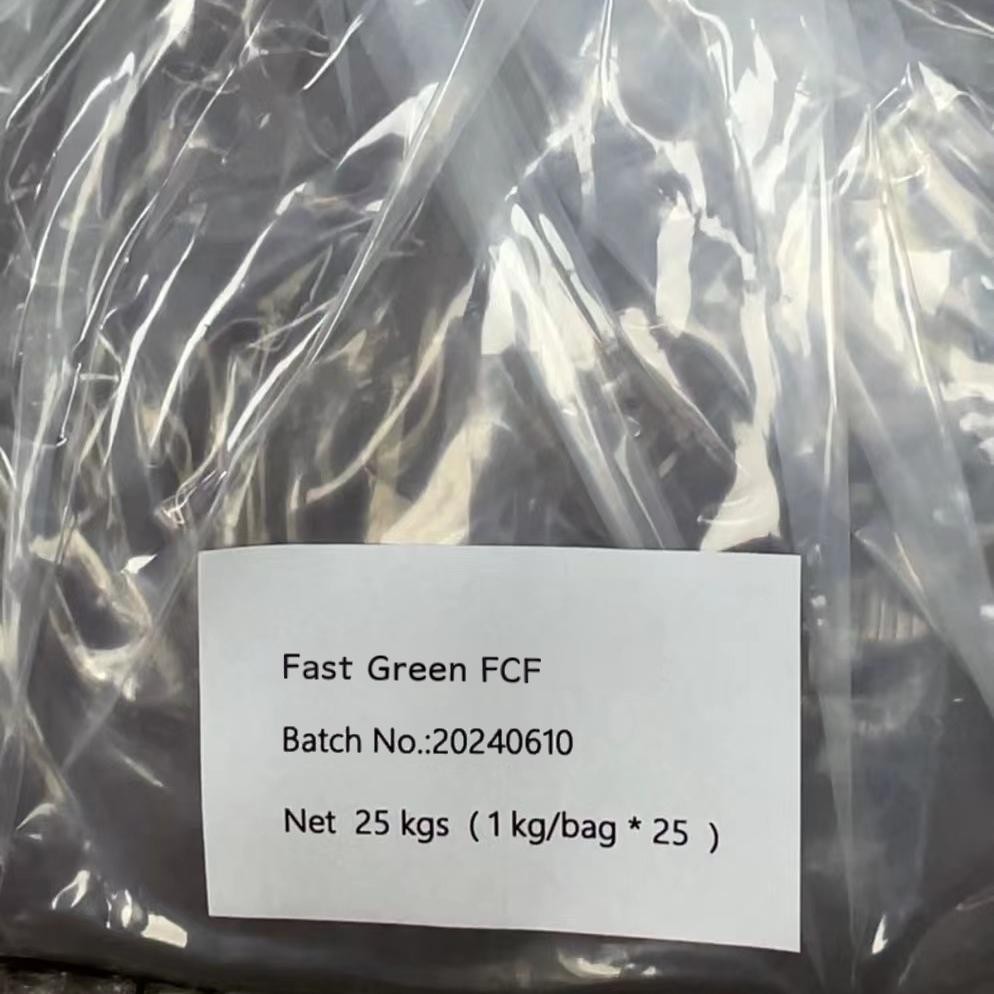 Fast Green FCF
Batch No.:20240610
Net 25 kgs ( 1 kg/bag * 25 )